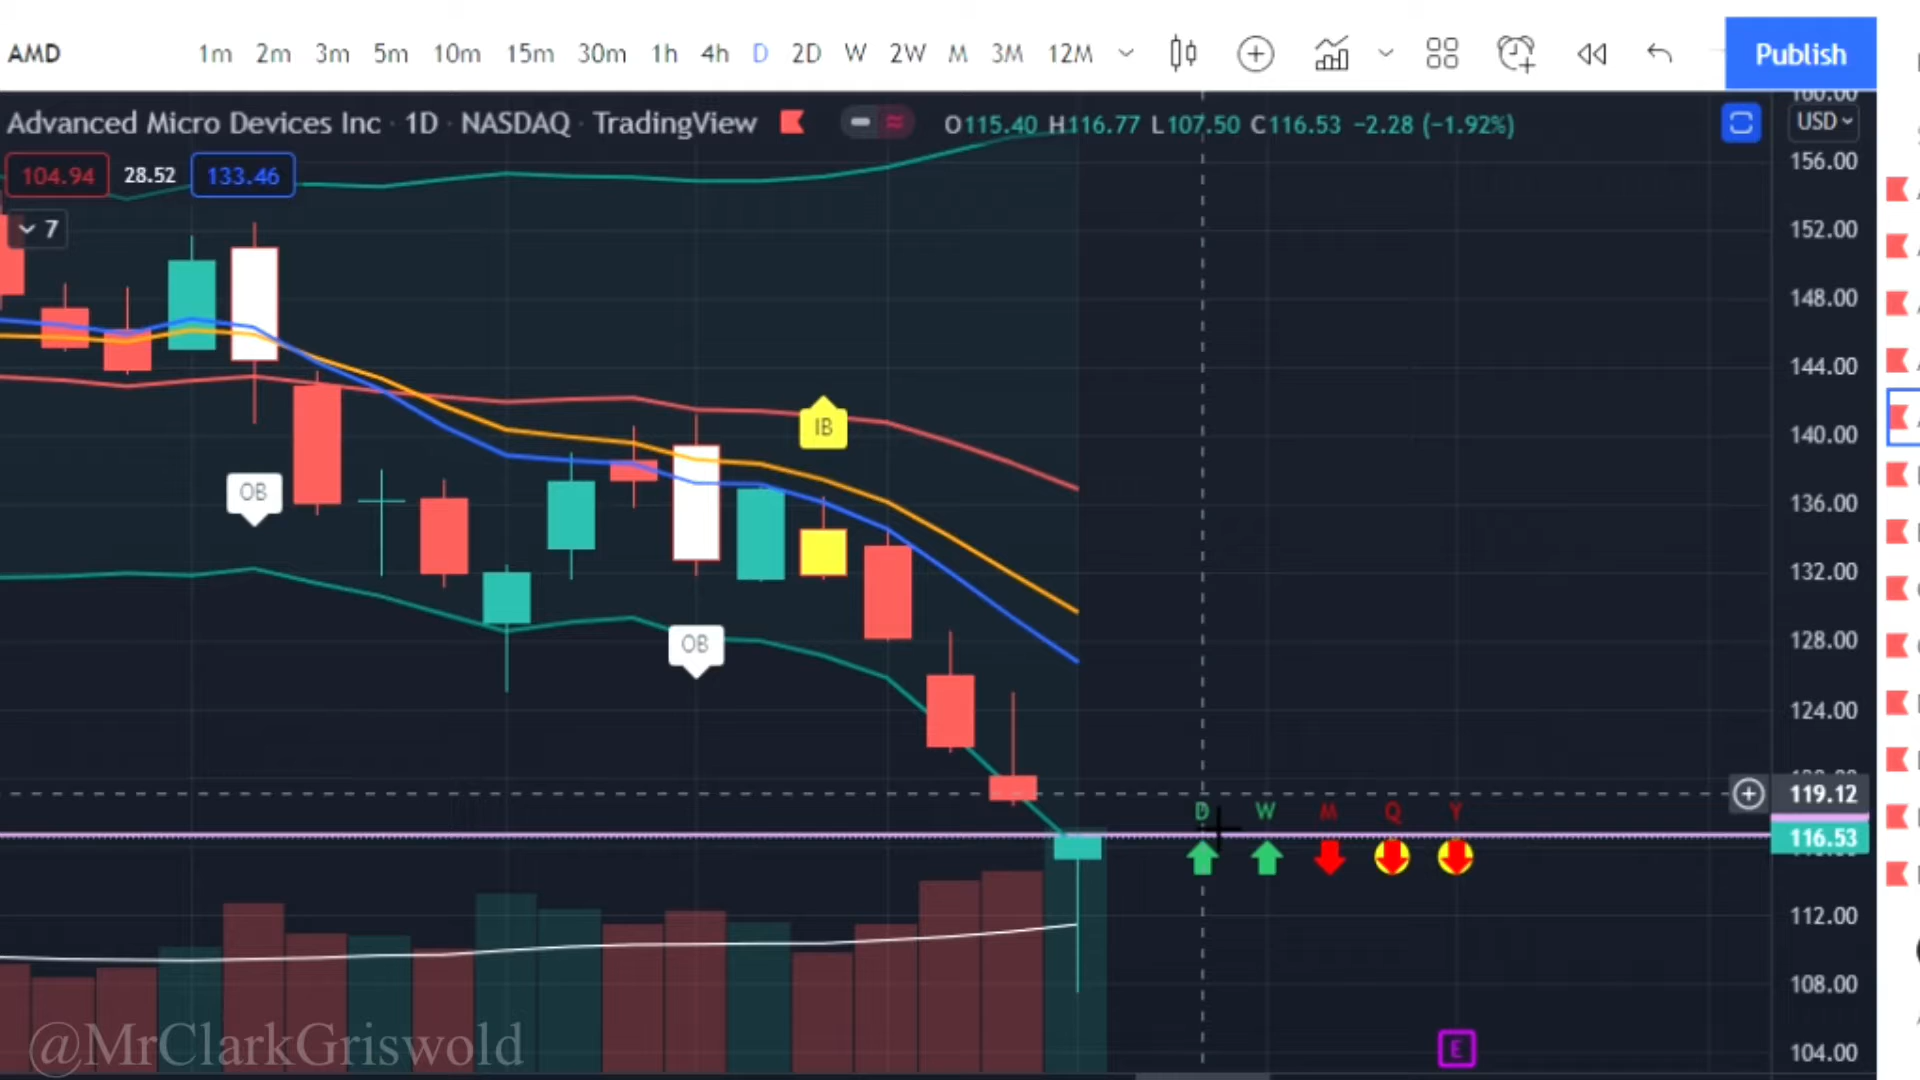 AMD 1m 2m 3m 5m 10m 15m 30m 1h 4h D 2D W 2W M 3M 12M Publish
160.00
Advanced Micro Devices Inc · 1D · NASDAQ · TradingView O115.40 H116.77 L107.50 C116.53 −2.28 (−1.92%) USD
156.00
104.94 28.52 133.46
7
152.00
148.00
144.00
IB
140.00
OB
136.00
132.00
128.00
OB
124.00
119.12
D W M Q Y
116.53
112.00
108.00
@MrClarkGriswold
E
104.00